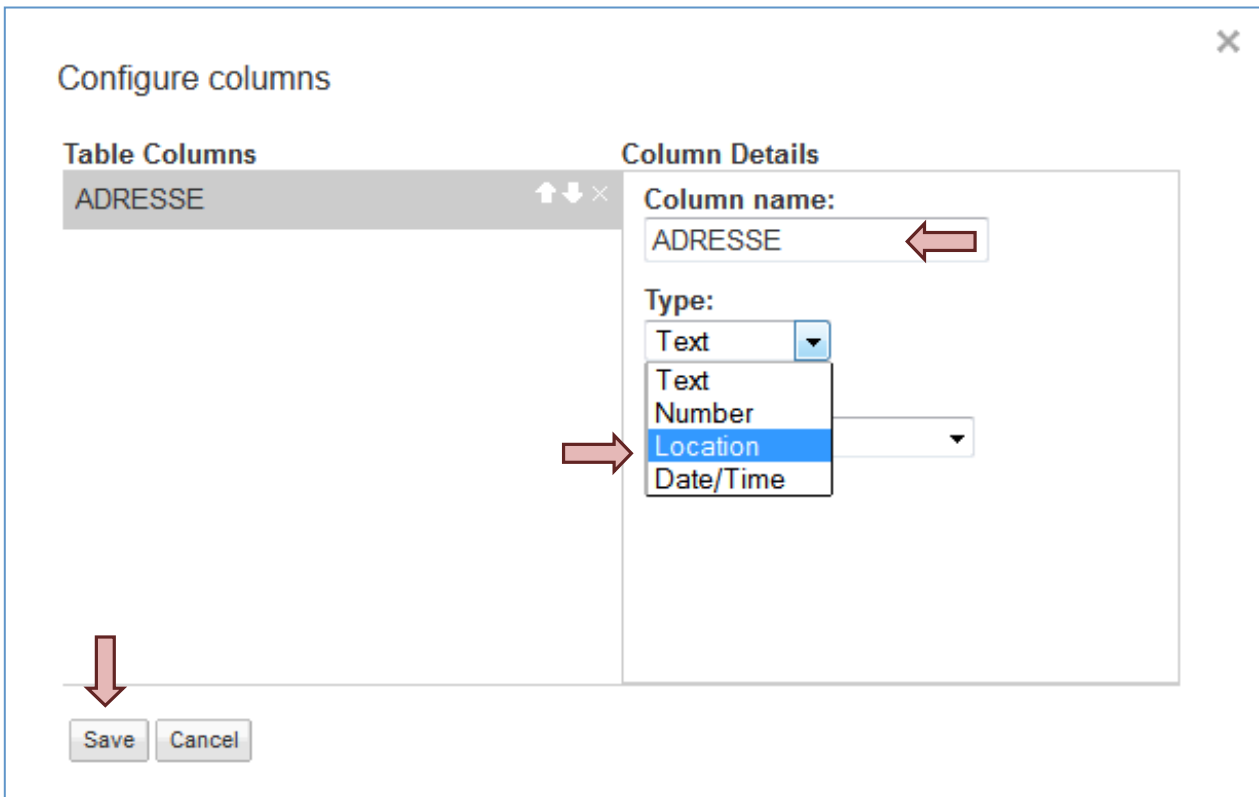 Configure columns
Table Columns
Column Details
ADRESSE
Column name:
ADRESSE
Type:
Text
Text
Number
Location
Date/Time
Save
Cancel